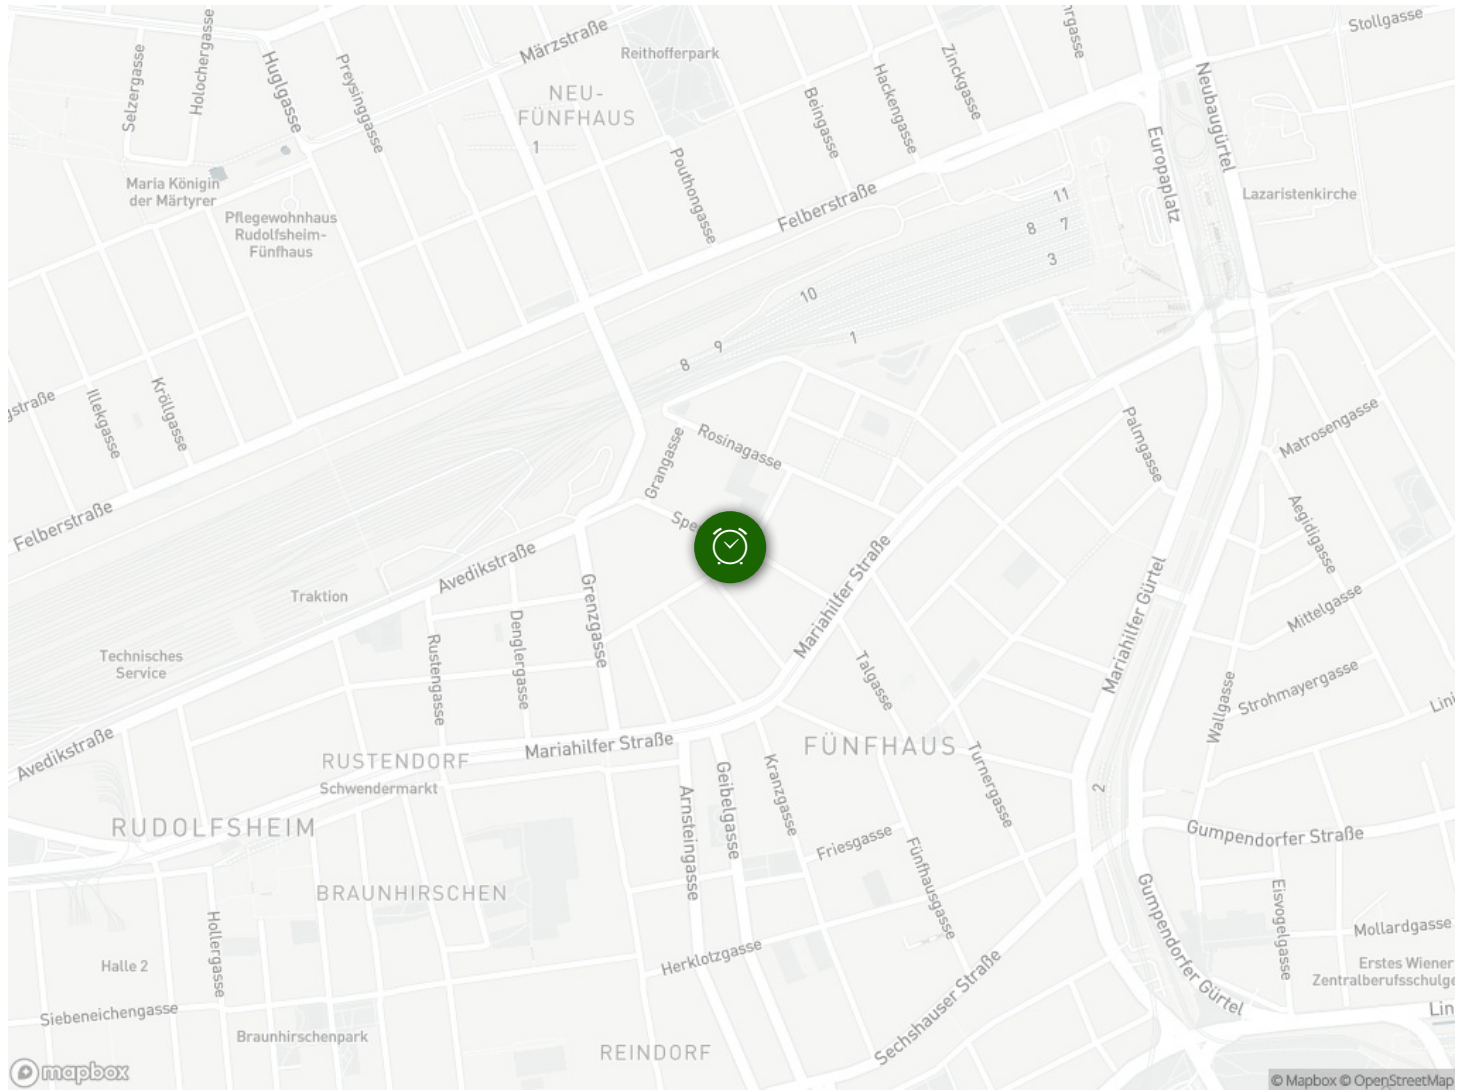 Stollgasse
Märzstraße
Reithofferpark
Selzergasse
Holochergasse
Huglgasse
Preysinggasse
NEU-
FÜNFHAUS
1
Beingasse
Hackengasse
Zinckgasse
Neubaugürtel
Europaplatz
Pouthongasse
Maria Königin
der Märtyrer
Pflegewohnhaus
Rudolfsheim-
Fünfhaus
Felberstraße
11
8
7
3
Lazaristenkirche
10
9
8
1
Illekgasse
Kröllgasse
Rosinagasse
Grangasse
Palmgasse
Matrosengasse
Felberstraße
Aegidigasse
Avedikstraße
Grenzgasse
Mariahilfer Straße
Mariahilfer Gürtel
Mittelgasse
Traktion
Technisches
Service
Rustengasse
Denglergasse
Talgasse
Wallgasse
Strohmayergasse
Avedikstraße
RUSTENDORF
Schwendermarkt
Mariahilfer Straße
FÜNFHAUS
Turnergasse
2
Arnsteingasse
Geibelgasse
Kranzgasse
Friesgasse
Fünfhausgasse
RUDOLFSHEIM
Gumpendorfer Straße
BRAUNHIRSCHEN
Gumpendorfer Gürtel
Eisvogelgasse
Mollardgasse
Hollergasse
Halle 2
Herklotzgasse
Sechshauser Straße
Erstes Wiener
Siebeneichengasse
Braunhirschenpark
REINDORF
mapbox
© Mapbox © OpenStreetMap